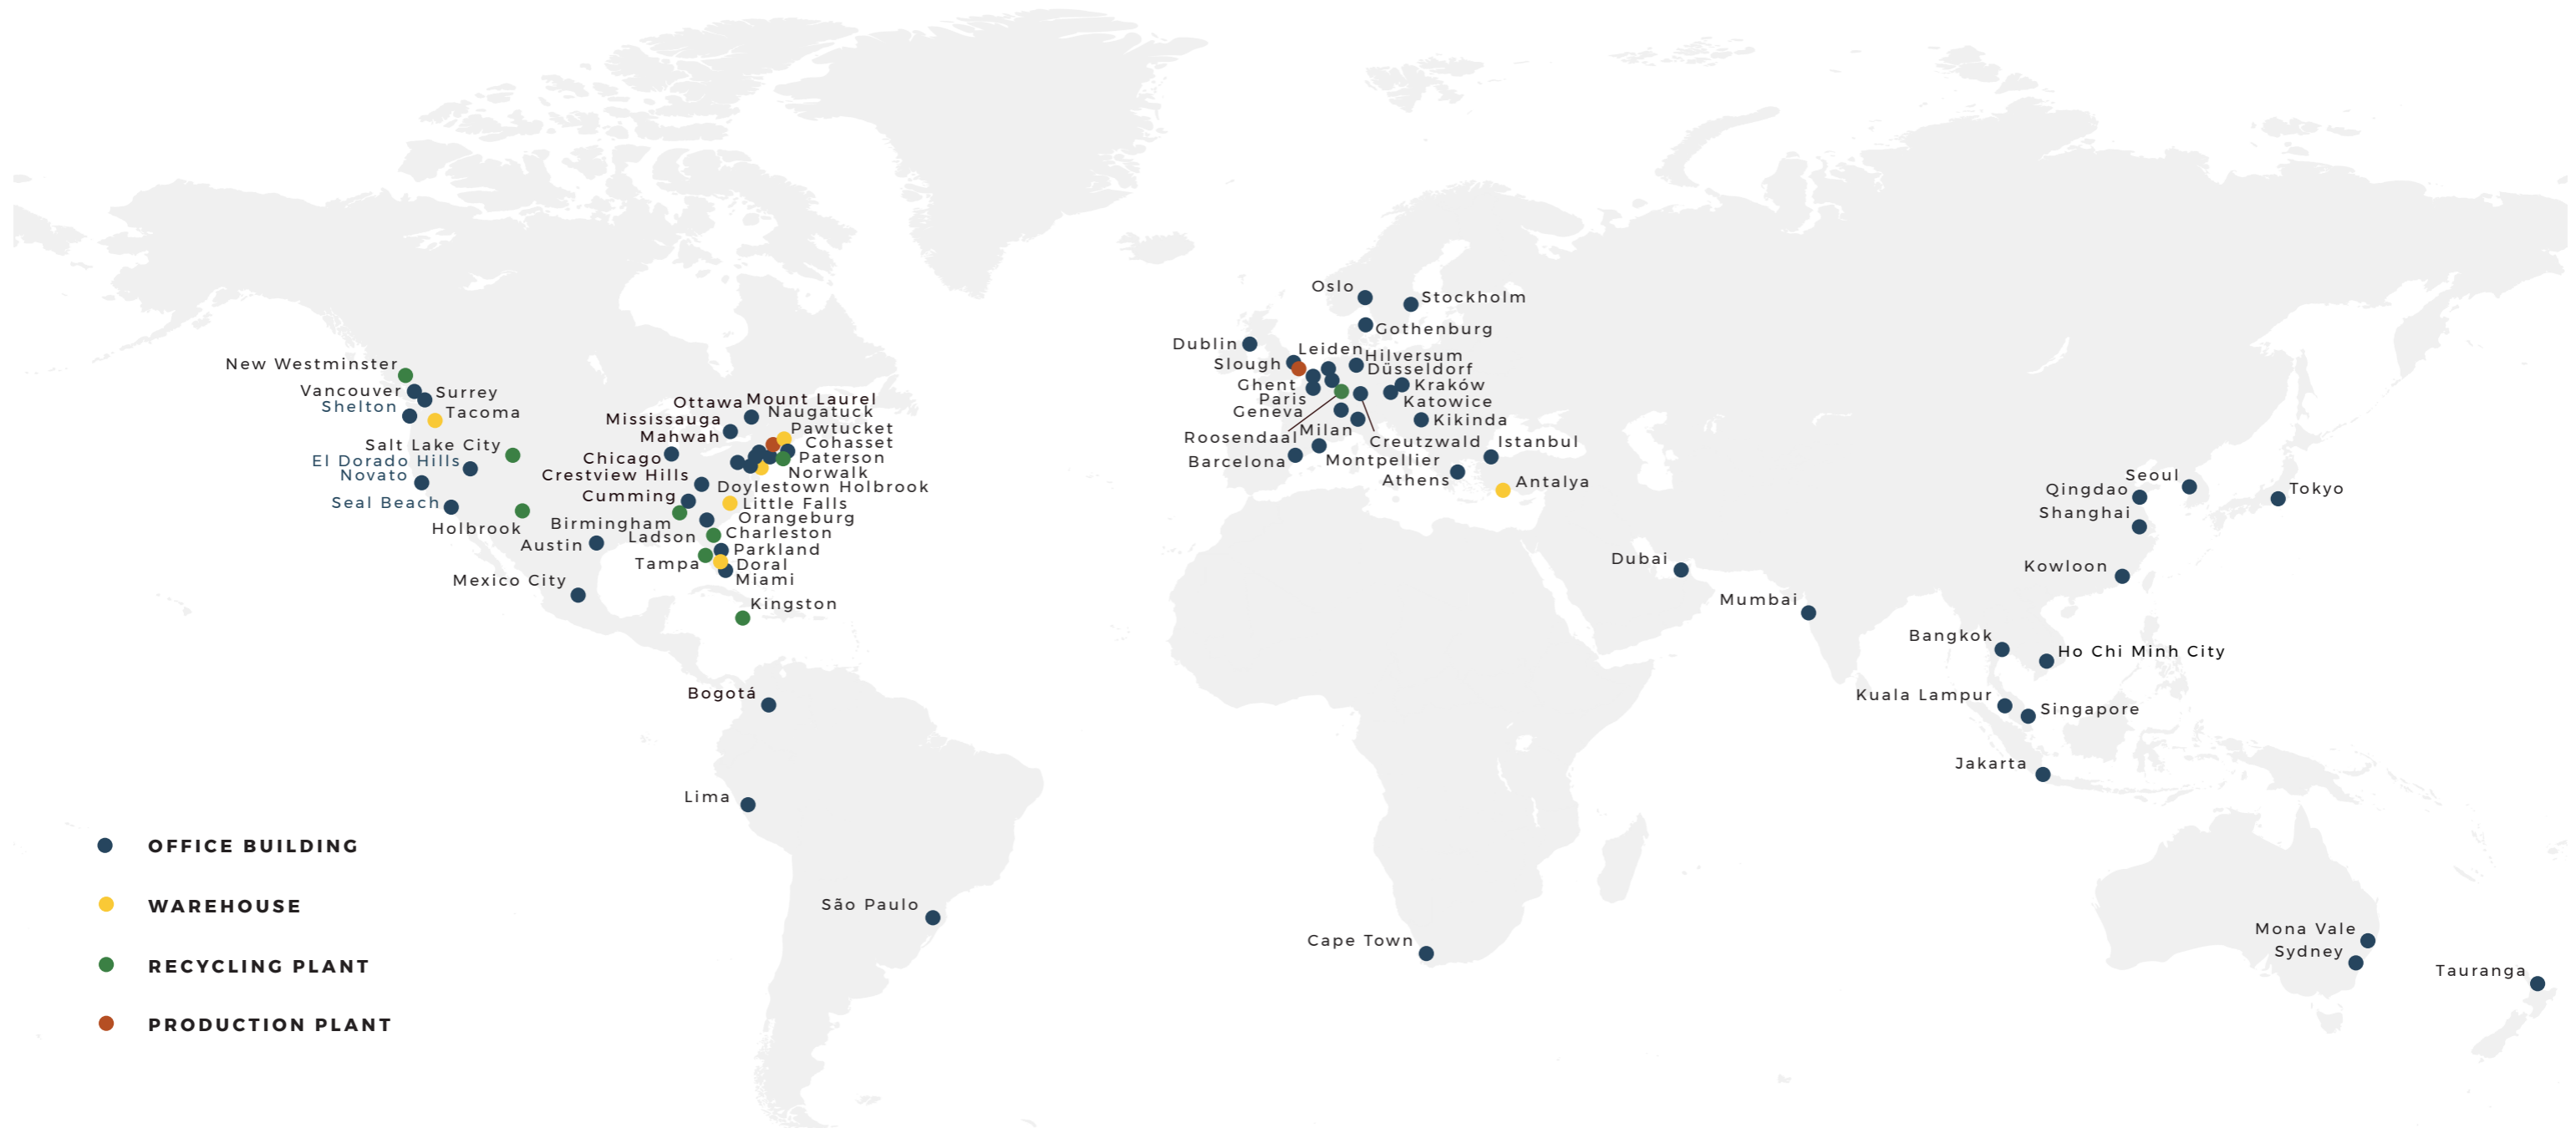 Oslo
Stockholm
Gothenburg
Dublin
Leiden
Slough
Hilversum
Düsseldorf
Ghent
Kraków
Paris
Katowice
Geneva
Kikinda
Roosendaal
Milan
Creutzwald
Istanbul
Barcelona
Montpellier
Athens
Antalya
New Westminster
Vancouver
Surrey
Shelton
Tacoma
Salt Lake City
El Dorado Hills
Novato
Seal Beach
Holbrook
Austin
Mexico City
Ottawa
Mount Laurel
Mississauga
Naugatuck
Mahwah
Pawtucket
Cohasset
Chicago
Paterson
Crestview Hills
Norwalk
Cumming
Doylestown Holbrook
Little Falls
Birmingham
Orangeburg
Ladson
Charleston
Parkland
Tampa
Doral
Miami
Kingston
Bogotá
Lima
São Paulo
Cape Town
Dubai
Mumbai
Seoul
Qingdao
Tokyo
Shanghai
Kowloon
Bangkok
Ho Chi Minh City
Kuala Lampur
Singapore
Jakarta
Mona Vale
Sydney
Tauranga
OFFICE BUILDING
WAREHOUSE
RECYCLING PLANT
PRODUCTION PLANT